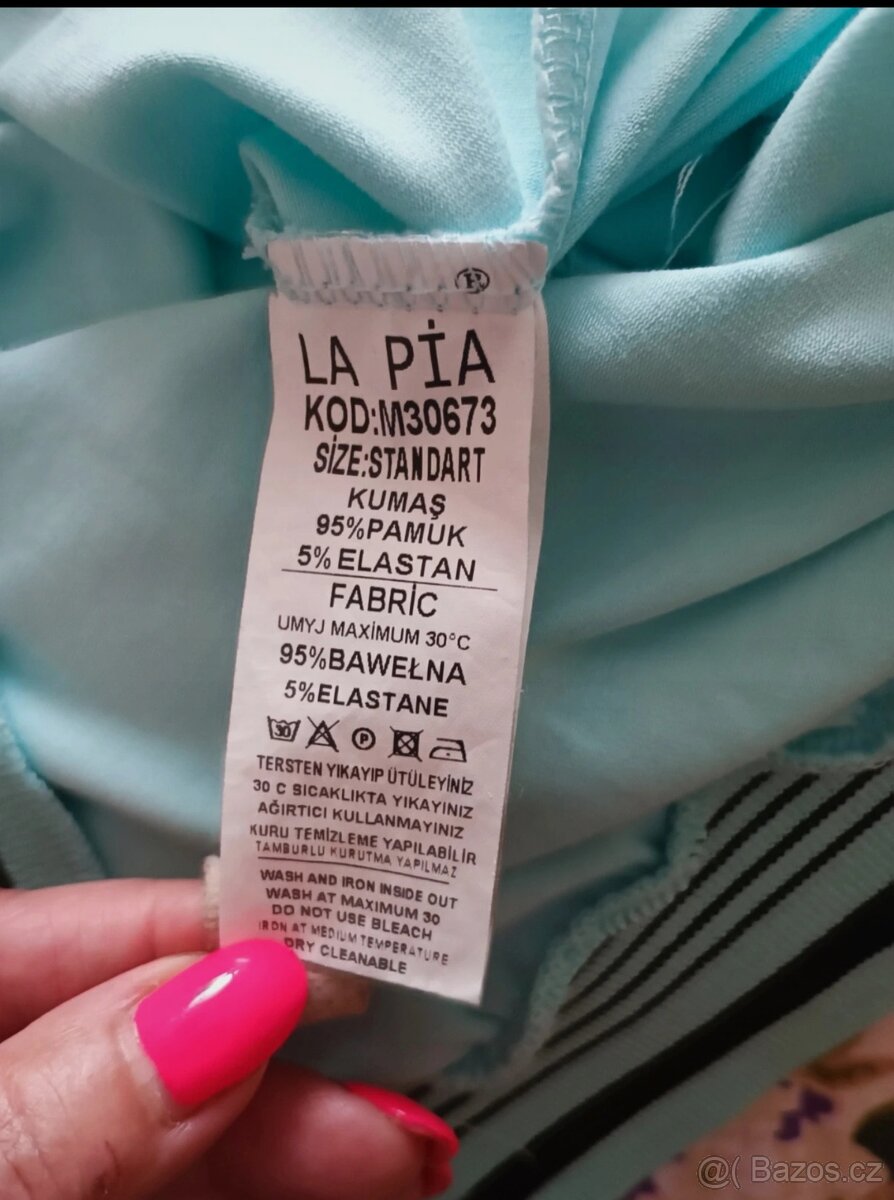 LA PİA
KOD:M30673
SİZE:STANDART
KUMAŞ
95%PAMUK
5% ELASTAN
FABRİC
UMYJ MAXİMUM 30°C
95%BAWEŁNA
5%ELASTANE
30 P
TERSTEN YIKAYIP ÜTÜLEYİNİZ
30 C SICAKLIKTA YIKAYINIZ
AĞIRTICI KULLANMAYINIZ
KURU TEMİZLEME YAPILABİLİR
TAMBURLU KURUTMA YAPILMAZ
WASH AND IRON INSIDE OUT
WASH AT MAXIMUM 30
DO NOT USE BLEACH
IRON AT MEDIUM TEMPERATURE
DRY CLEANABLE
@( Bazos.cz